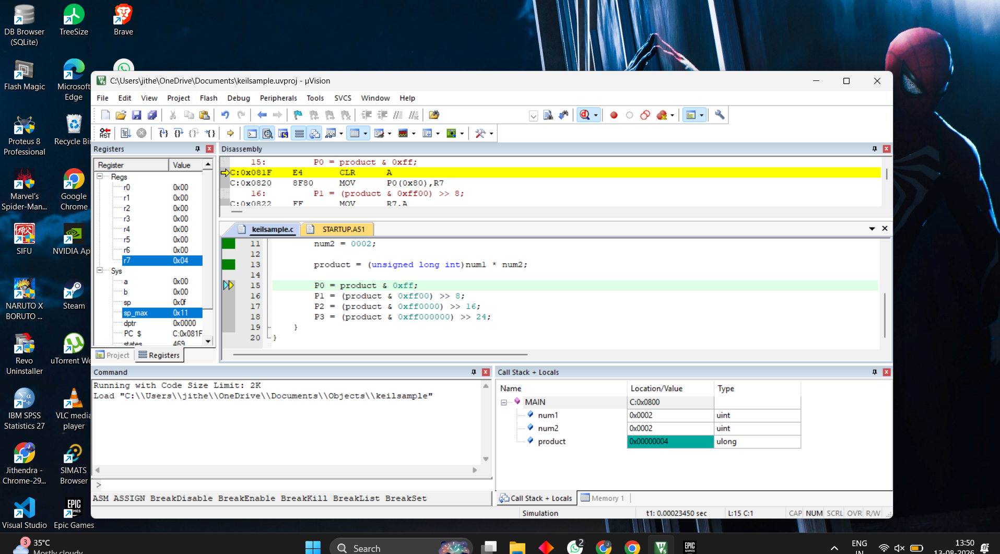 DB Browser
(SQLite)
TreeSize
Brave
Flash Magic
Microsoft
Edge
Proteus 8
Professional
Recycle Bi
Marvel's
Spider-Man...
Google
Chrome
SIFU
NVIDIA Ap
NARUTO X
BORUTO ...
Steam
Revo
Uninstaller
uTorrent We
IBM SPSS
Statistics 27
VLC media
player
Jithendra -
Chrome-29...
SIMATS
Browser
Visual Studio
Epic Games
C:\Users\jithe\OneDrive\Documents\keilsample.uvproj - µVision
File Edit View Project Flash Debug Peripherals Tools SVCS Window Help
RST
Registers
Register Value
Regs
r0 0x00
r1 0x00
r2 0x00
r3 0x00
r4 0x00
r5 0x00
r6 0x00
r7 0x04
Sys
a 0x00
b 0x00
sp 0x0f
sp_max 0x11
dptr 0x0000
PC $ C:0x081F
states 469
Project Registers
Disassembly
15: P0 = product & 0xff;
C:0x081F E4 CLR A
C:0x0820 8F80 MOV P0(0x80),R7
16: P1 = (product & 0xff00) >> 8;
C:0x0822 FF MOV R7,A
keilsample.c STARTUP.A51
11 num2 = 0002;
12
13 product = (unsigned long int)num1 * num2;
14
15 P0 = product & 0xff;
16 P1 = (product & 0xff00) >> 8;
17 P2 = (product & 0xff0000) >> 16;
18 P3 = (product & 0xff000000) >> 24;
19 }
20 }
Command
Running with Code Size Limit: 2K
Load "C:\\Users\\jithe\\OneDrive\\Documents\\Objects\\keilsample"
>
ASM ASSIGN BreakDisable BreakEnable BreakKill BreakList BreakSet
Call Stack + Locals
Name Location/Value Type
MAIN C:0x0800
num1 0x0002 uint
num2 0x0002 uint
product 0x00000004 ulong
Call Stack + Locals Memory 1
Simulation t1: 0.00023450 sec L:15 C:1 CAP NUM SCRL OVR R/W
3
35°C
Mostly cloudy
Search
2
EPIC
GAMES
ENG
IN
13:50
13-08-2026